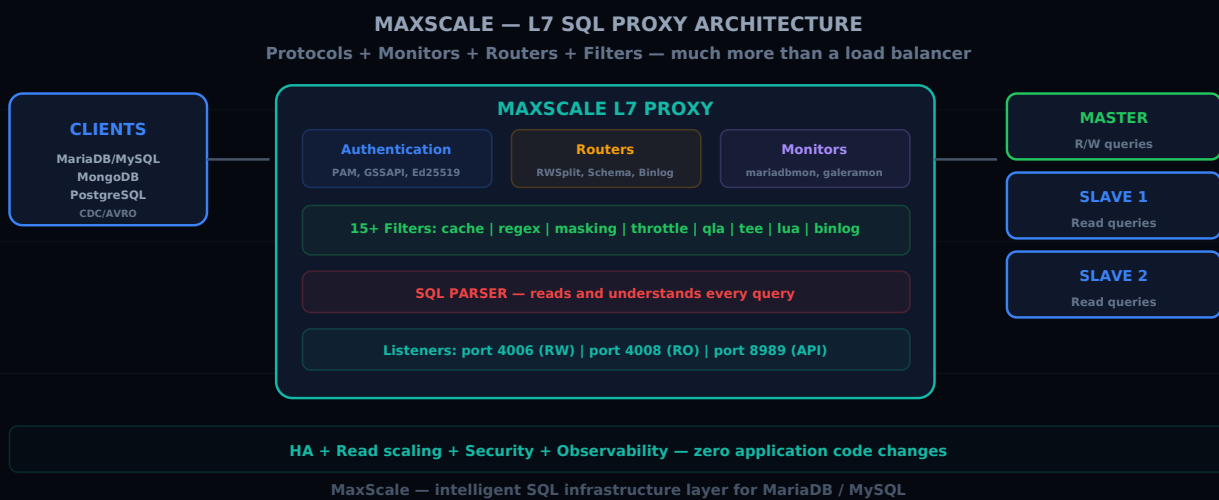 MAXSCALE — L7 SQL PROXY ARCHITECTURE
Protocols + Monitors + Routers + Filters — much more than a load balancer
CLIENTS
MariaDB/MySQL
MongoDB
PostgreSQL
CDC/AVRO
MAXSCALE L7 PROXY
Authentication
PAM, GSSAPI, Ed25519
Routers
RWSplit, Schema, Binlog
Monitors
mariadbmon, galeramon
15+ Filters: cache | regex | masking | throttle | qla | tee | lua | binlog
SQL PARSER — reads and understands every query
Listeners: port 4006 (RW) | port 4008 (RO) | port 8989 (API)
MASTER
R/W queries
SLAVE 1
Read queries
SLAVE 2
Read queries
HA + Read scaling + Security + Observability — zero application code changes
MaxScale — intelligent SQL infrastructure layer for MariaDB / MySQL